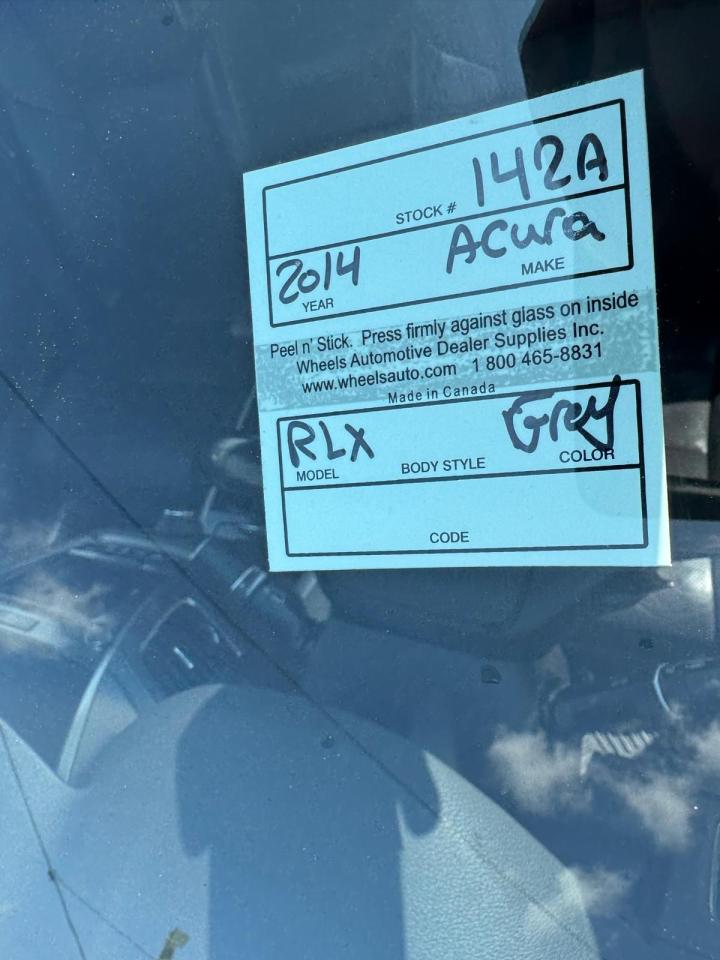 142A
STOCK #
2014 Acura
YEAR MAKE
Peel n' Stick. Press firmly against glass on inside
Wheels Automotive Dealer Supplies Inc.
www.wheelsauto.com 1 800 465-8831
Made in Canada
RLX Grey
MODEL BODY STYLE COLOR
CODE